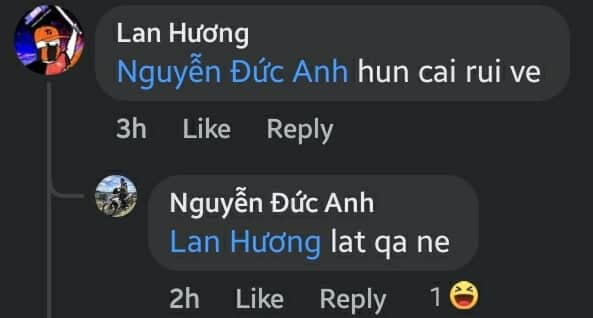 Lan Hương
Nguyễn Đức Anh hun cai rui ve
3h Like Reply
Nguyễn Đức Anh
Lan Hương lat qa ne
2h Like Reply 1 😆